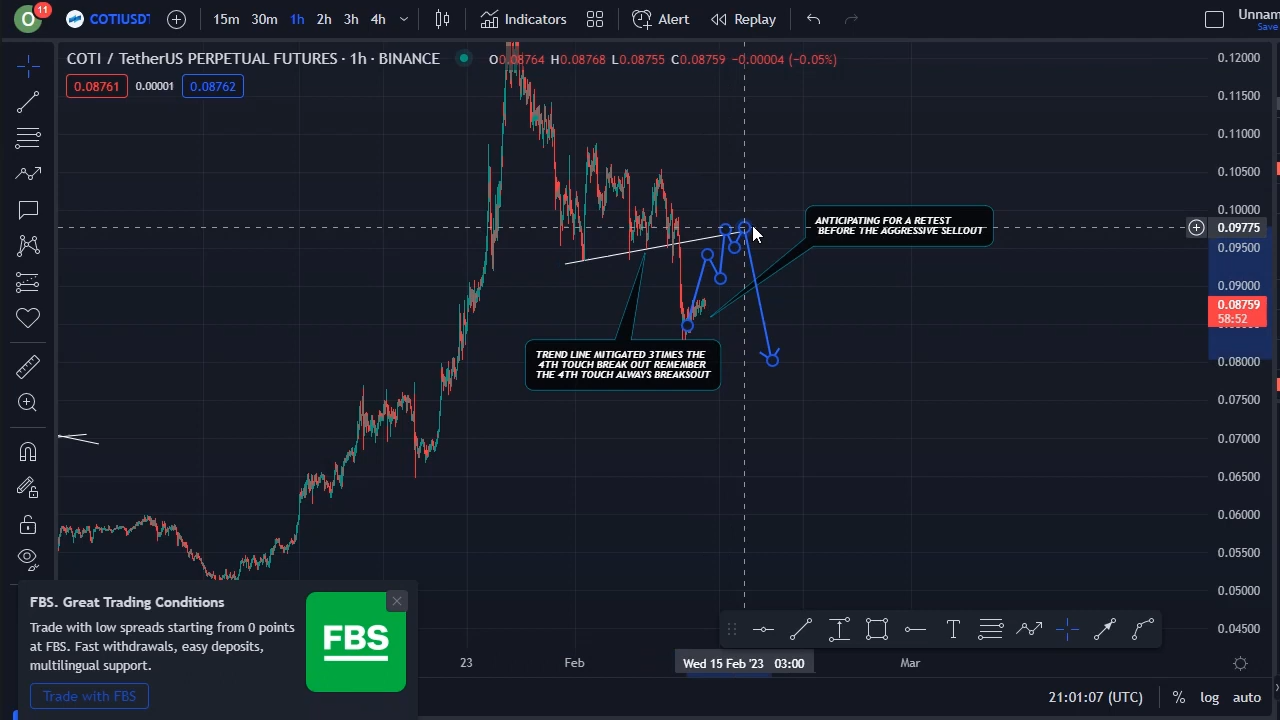 O
11
COTIUSDT
15m
30m
1h
2h
3h
4h
Indicators
Alert
Replay
Unnam
Save
COTI / TetherUS PERPETUAL FUTURES · 1h · BINANCE
O0.08764 H0.08768 L0.08755 C0.08759 −0.00004 (−0.05%)
0.08761
0.00001
0.08762
0.12000
0.11500
0.11000
0.10500
0.10000
0.09775
0.09500
0.09000
0.08759
58:52
0.08000
0.07500
0.07000
0.06500
0.06000
0.05500
0.05000
0.04500
ANTICIPATING FOR A RETEST
BEFORE THE AGGRESSIVE SELLOUT
TREND LINE MITIGATED 3TIMES THE
4TH TOUCH BREAK OUT REMEMBER
THE 4TH TOUCH ALWAYS BREAKSOUT
FBS. Great Trading Conditions
Trade with low spreads starting from 0 points
at FBS. Fast withdrawals, easy deposits,
multilingual support.
Trade with FBS
FBS
T
23
Feb
Wed 15 Feb '23 03:00
Mar
21:01:07 (UTC)
%
log
auto